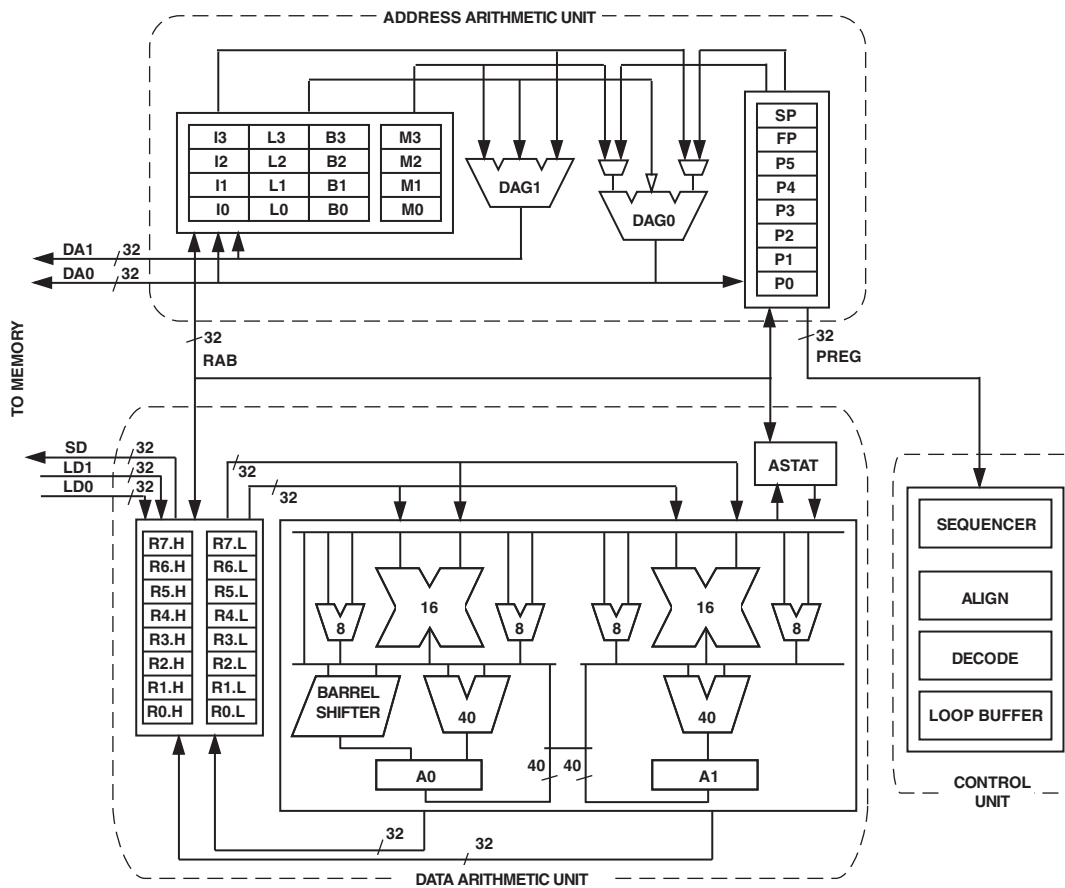 ADDRESS ARITHMETIC UNIT
SP
FP
P5
P4
P3
P2
P1
P0
I3 L3 B3 M3
I2 L2 B2 M2
I1 L1 B1 M1
I0 L0 B0 M0
DAG1
DAG0
DA1 32
DA0 32
32
RAB
32
PREG
TO MEMORY
SD 32
LD1 32
LD0 32
32
32
ASTAT
R7.H R7.L
R6.H R6.L
R5.H R5.L
R4.H R4.L
R3.H R3.L
R2.H R2.L
R1.H R1.L
R0.H R0.L
16
16
8
8
8
8
BARREL
SHIFTER
40
40
A0
40
40
A1
32
32
DATA ARITHMETIC UNIT
SEQUENCER
ALIGN
DECODE
LOOP BUFFER
CONTROL
UNIT